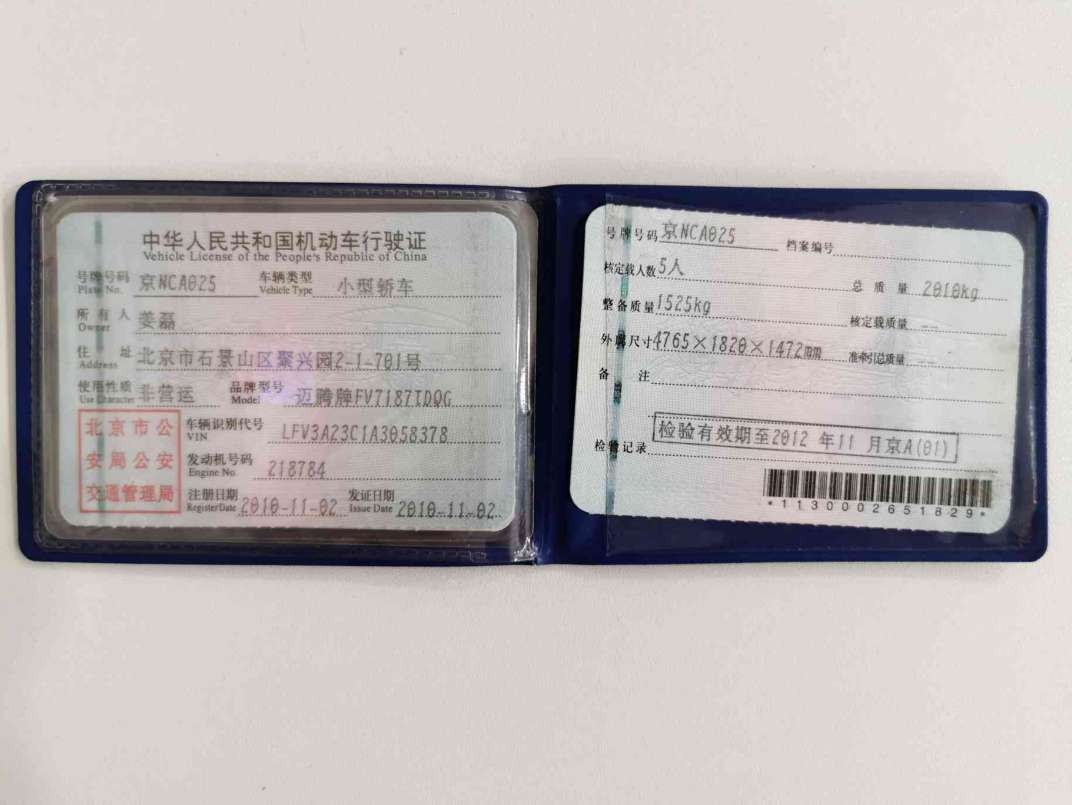 中华人民共和国机动车行驶证
Vehicle License of the People's Republic of China
号牌号码 京NCA025 车辆类型 小型轿车
Plate No. Vehicle Type
所有人 姜磊
Owner
住址 北京市石景山区聚兴园2-1-701号
Address
使用性质 非营运 品牌型号 迈腾牌FV7187TDQG
Use Character Model
北京市公
安局公安
交通管理局
车辆识别代号 LFV3A23C1A3058378
VIN
发动机号码 218784
Engine No.
注册日期 2010-11-02 发证日期 2010-11-02
Register Date Issue Date
号牌号码 京NCA025 档案编号
核定载人数 5人 总质量 2010kg
整备质量 1525kg 核定载质量 --
外廓尺寸 4765×1820×1472mm 准牵引总质量 --
备注
检验记录 检验有效期至2012年11月京A(01)
*1130002651829*